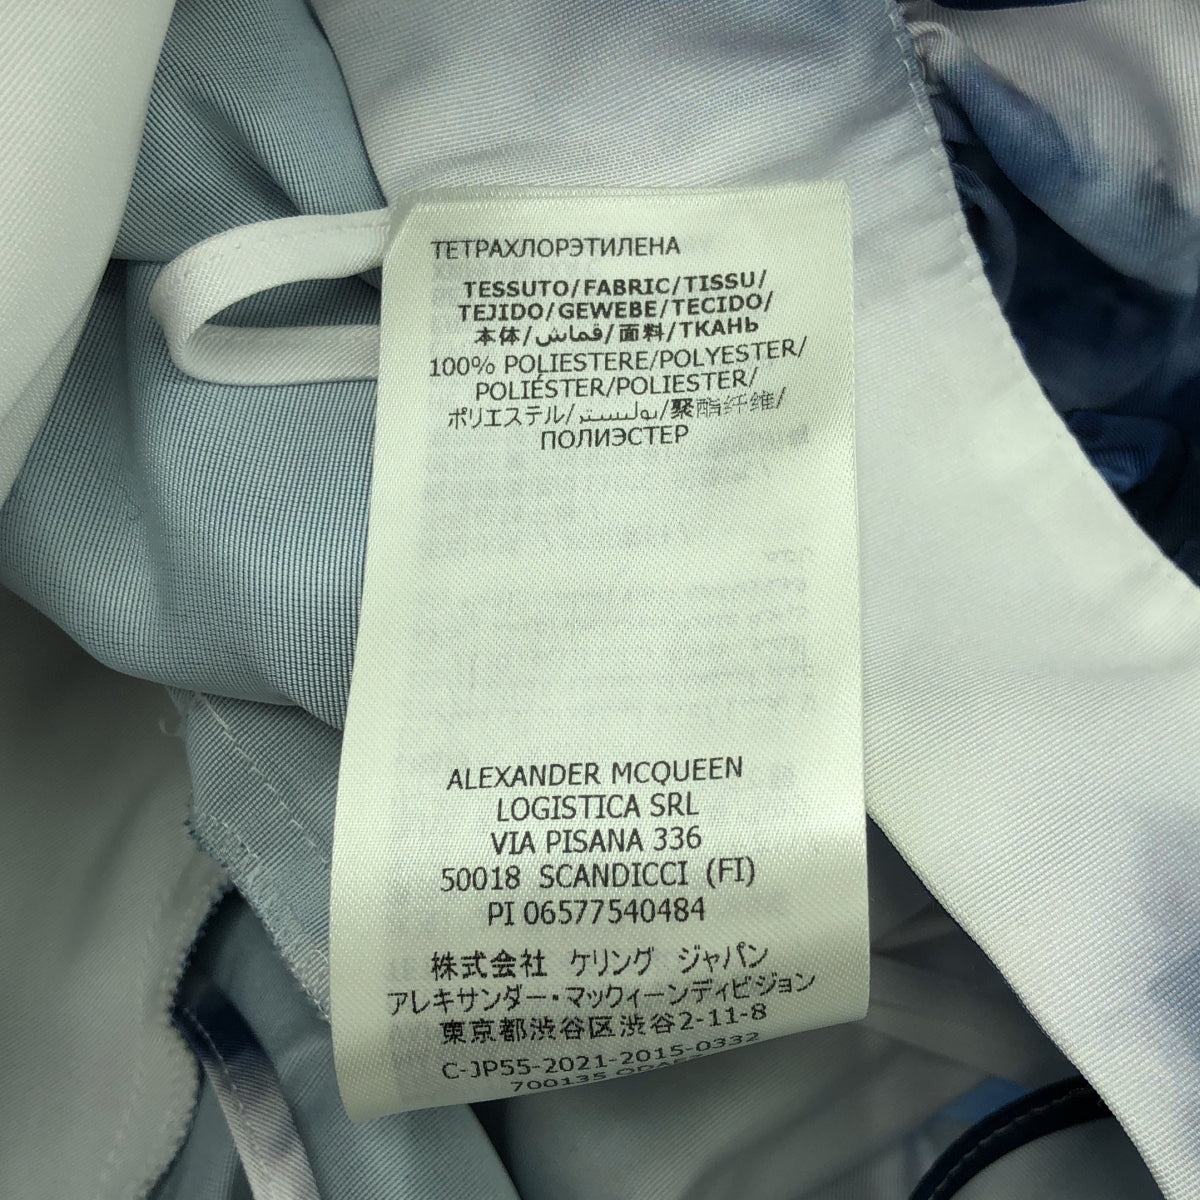 ТЕТРАХЛОРЭТИЛЕНА
TESSUTO/FABRIC/TISSU/
TEJIDO/GEWEBE/TECIDO/
本体/قماش/面料/ТКАНЬ
100% POLIESTERE/POLYESTER/
POLIÉSTER/POLIESTER/
ポリエステル/بوليستر/聚酯纤维/
ПОЛИЭСТЕР
ALEXANDER MCQUEEN
LOGISTICA SRL
VIA PISANA 336
50018 SCANDICCI (FI)
PI 06577540484
株式会社 ケリング ジャパン
アレキサンダー・マックィーンディビジョン
東京都渋谷区渋谷2-11-8
C-JP55-2021-2015-0332
700135